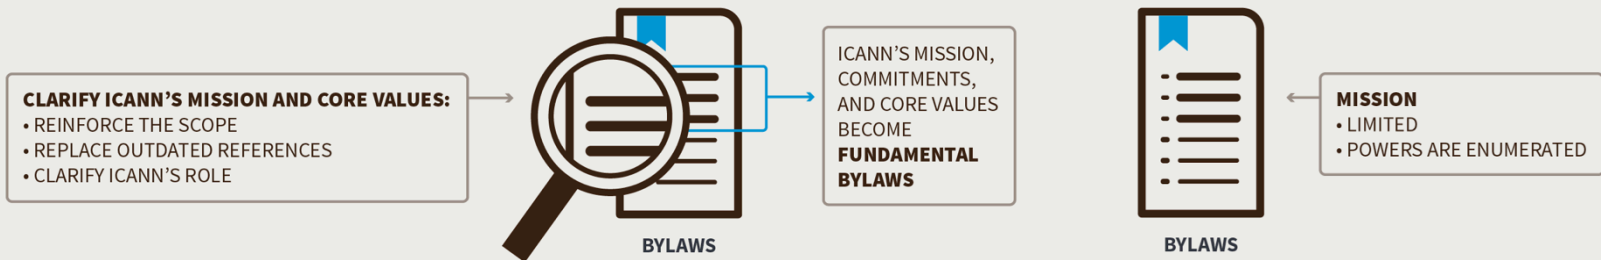 CLARIFY ICANN'S MISSION AND CORE VALUES:
• REINFORCE THE SCOPE
• REPLACE OUTDATED REFERENCES
• CLARIFY ICANN'S ROLE
BYLAWS
ICANN'S MISSION,
COMMITMENTS,
AND CORE VALUES
BECOME
FUNDAMENTAL
BYLAWS
BYLAWS
MISSION
• LIMITED
• POWERS ARE ENUMERATED